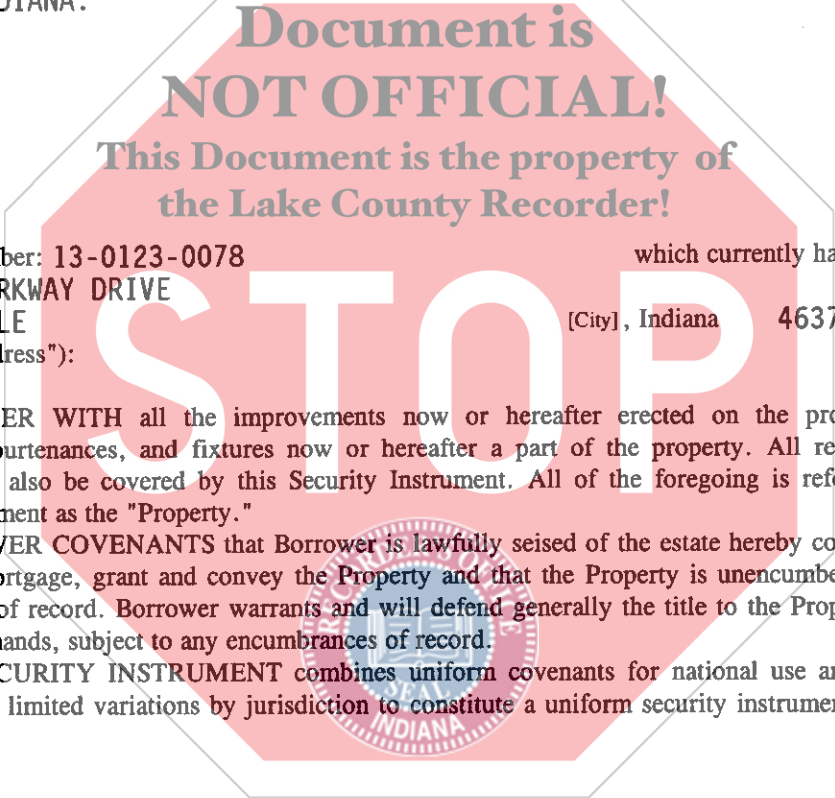 DIANA.
Document is
NOT OFFICIAL!
This Document is the property of
the Lake County Recorder!
ber: 13-0123-0078 which currently ha
RKWAY DRIVE
LE [City], Indiana 4637
ress"):
STOP
ER WITH all the improvements now or hereafter erected on the pro
urtenances, and fixtures now or hereafter a part of the property. All re
also be covered by this Security Instrument. All of the foregoing is refe
ment as the "Property."
VER COVENANTS that Borrower is lawfully seised of the estate hereby co
ortgage, grant and convey the Property and that the Property is unencumbe
of record. Borrower warrants and will defend generally the title to the Prop
nands, subject to any encumbrances of record.
CURITY INSTRUMENT combines uniform covenants for national use an
limited variations by jurisdiction to constitute a uniform security instrume
RECORDER'S OFFICE
SEAL
INDIANA